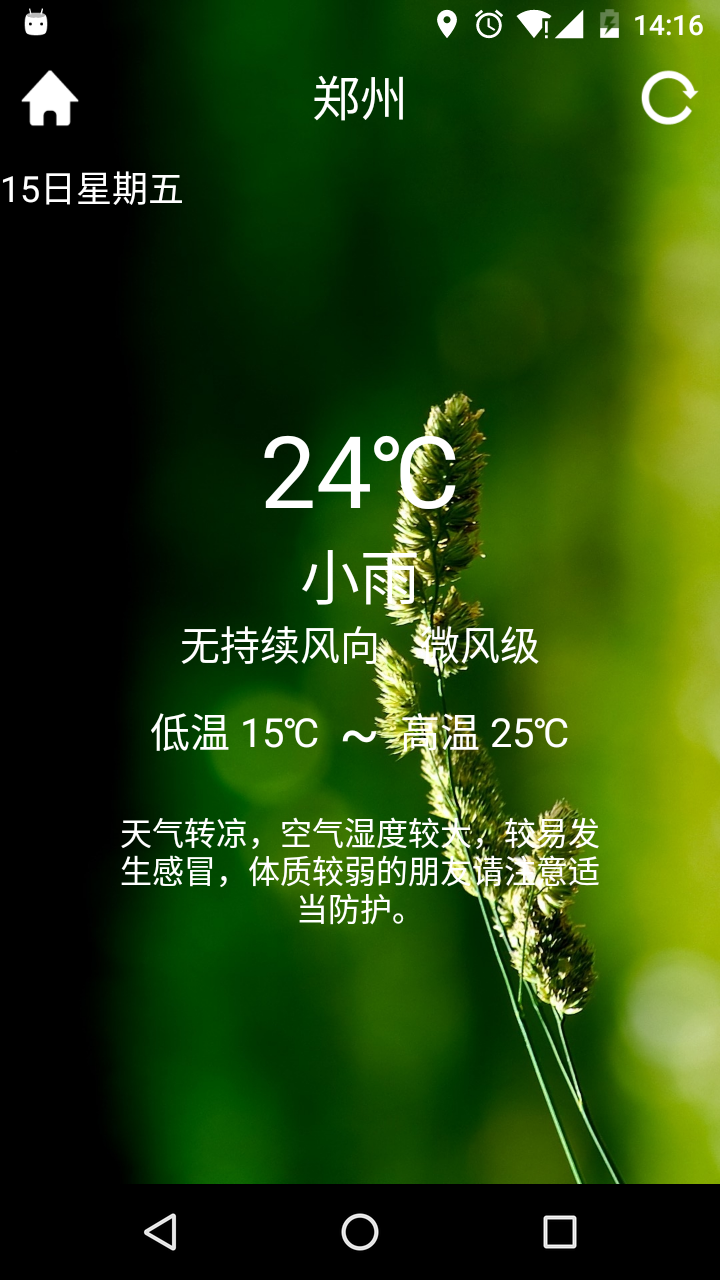 14:16
郑州
15日星期五
24℃
小雨
无持续风向 微风级
低温 15℃ ~ 高温 25℃
天气转凉，空气湿度较大，较易发
生感冒，体质较弱的朋友请注意适
当防护。